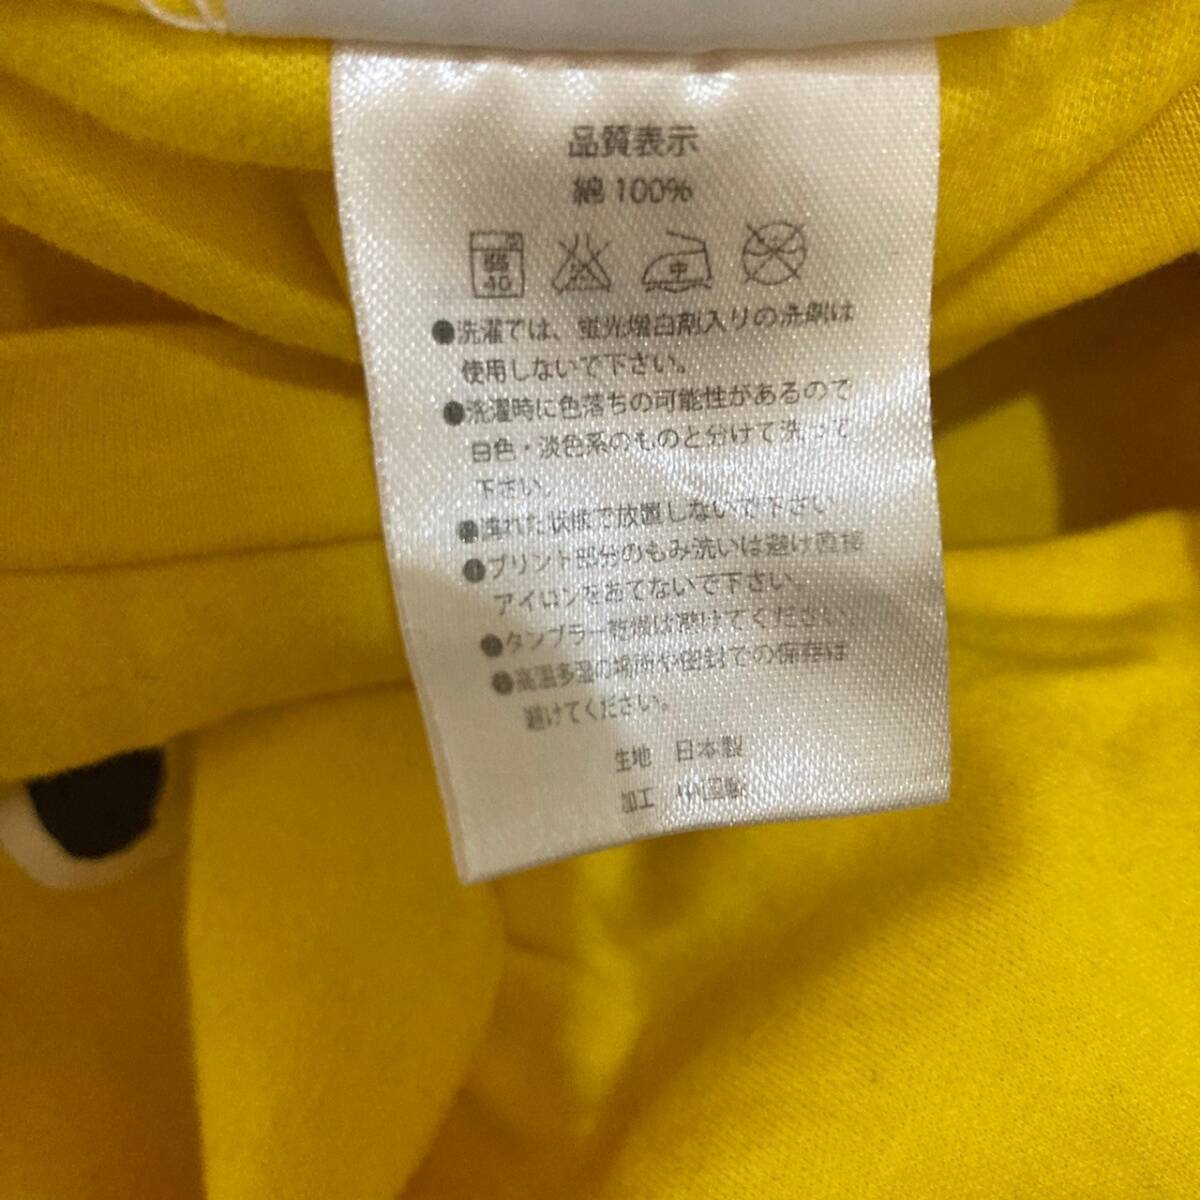 品質表示
綿100%
弱
40
中
●洗濯では、蛍光増白剤入りの洗剤は
使用しないで下さい。
●洗濯時に色落ちの可能性があるので
白色・淡色系のものと分けて洗って
下さい。
●濡れた状態で放置しないで下さい
●プリント部分のもみ洗いは避け直接
アイロンをあてないで下さい。
●タンブラー乾燥は避けてください
●高温多湿の場所や密封での保存は
避けてください。
生地 日本製
加工 中国製